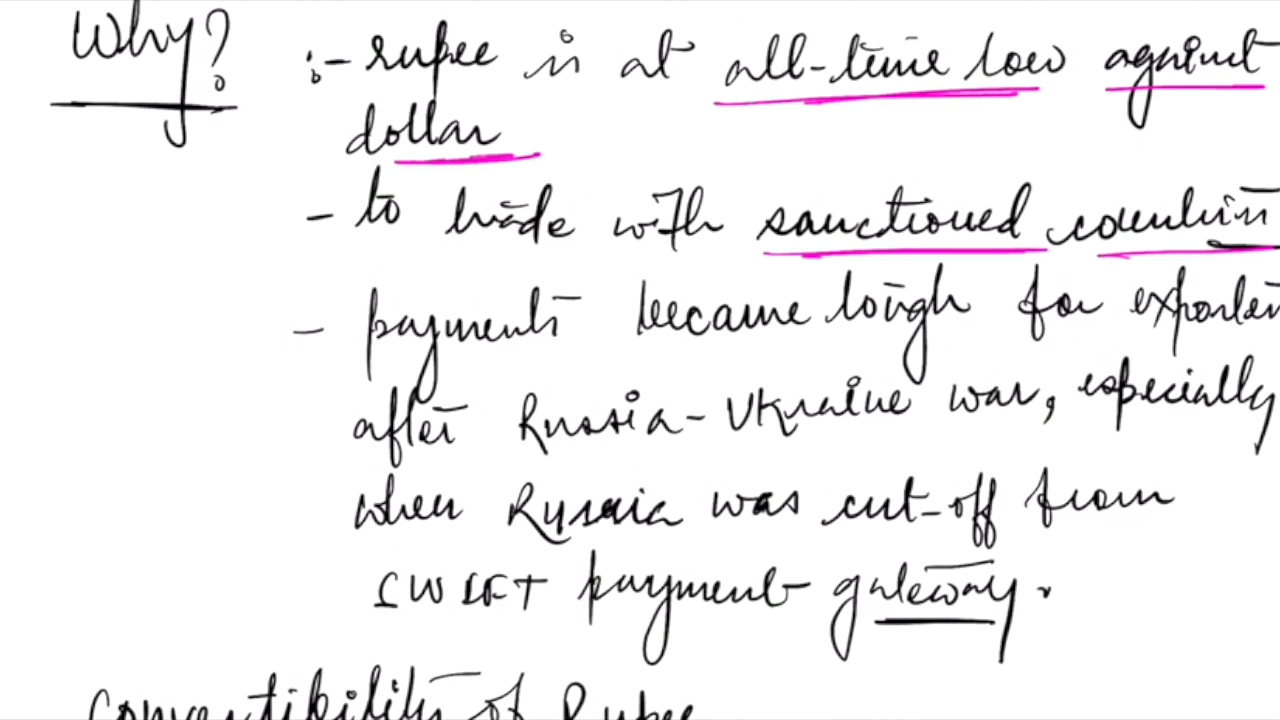 Why? :- rupee is at all-time low against
dollar
- to trade with sanctioned countries
- payments became tough for exporters
after Russia-Ukraine war, especially
when Russia was cut-off from
SWIFT payment gateway.
Convertibility of Rupee